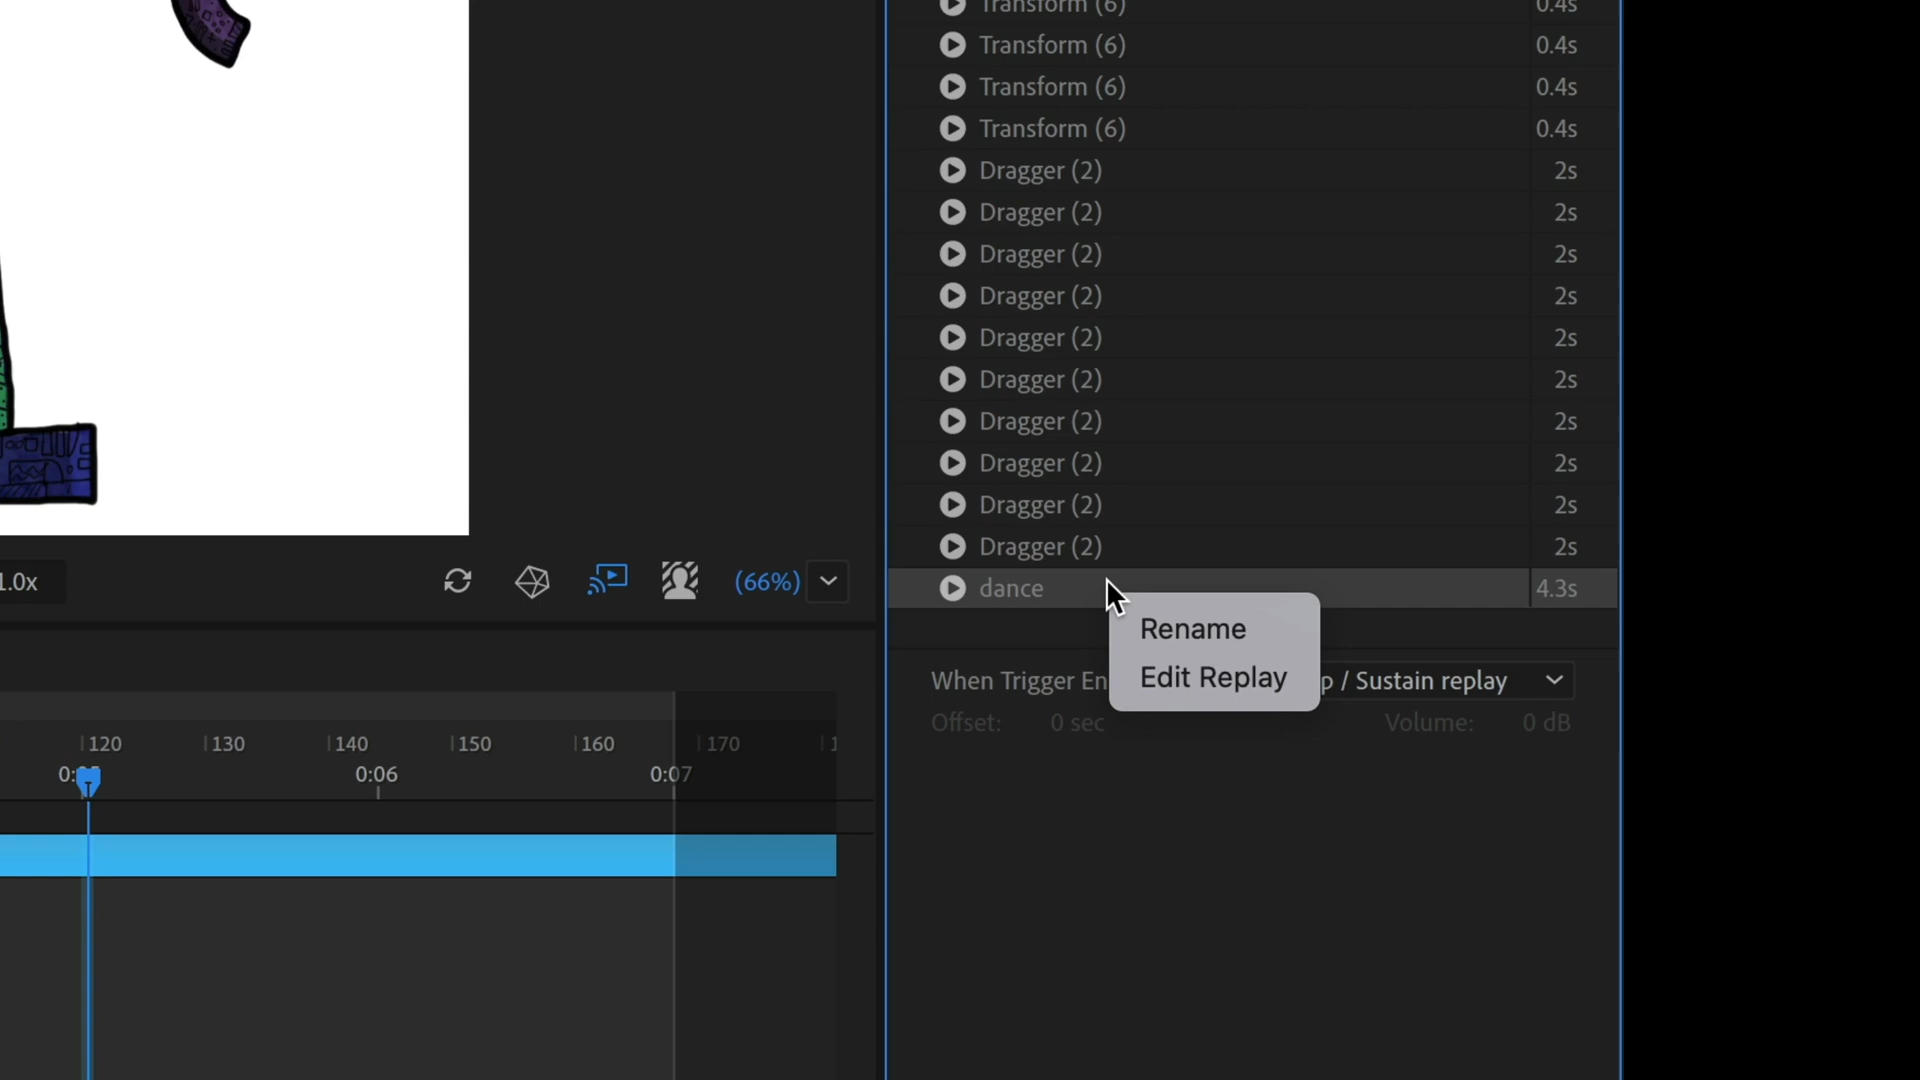 Transform (6) 0.4s
Transform (6) 0.4s
Transform (6) 0.4s
Transform (6) 0.4s
Dragger (2) 2s
Dragger (2) 2s
Dragger (2) 2s
Dragger (2) 2s
Dragger (2) 2s
Dragger (2) 2s
Dragger (2) 2s
Dragger (2) 2s
Dragger (2) 2s
Dragger (2) 2s
dance 4.3s
Rename
Edit Replay
When Trigger En p / Sustain replay
Offset: 0 sec Volume: 0 dB
1.0x (66%)
120 130 140 150 160 170 1
0:06 0:07